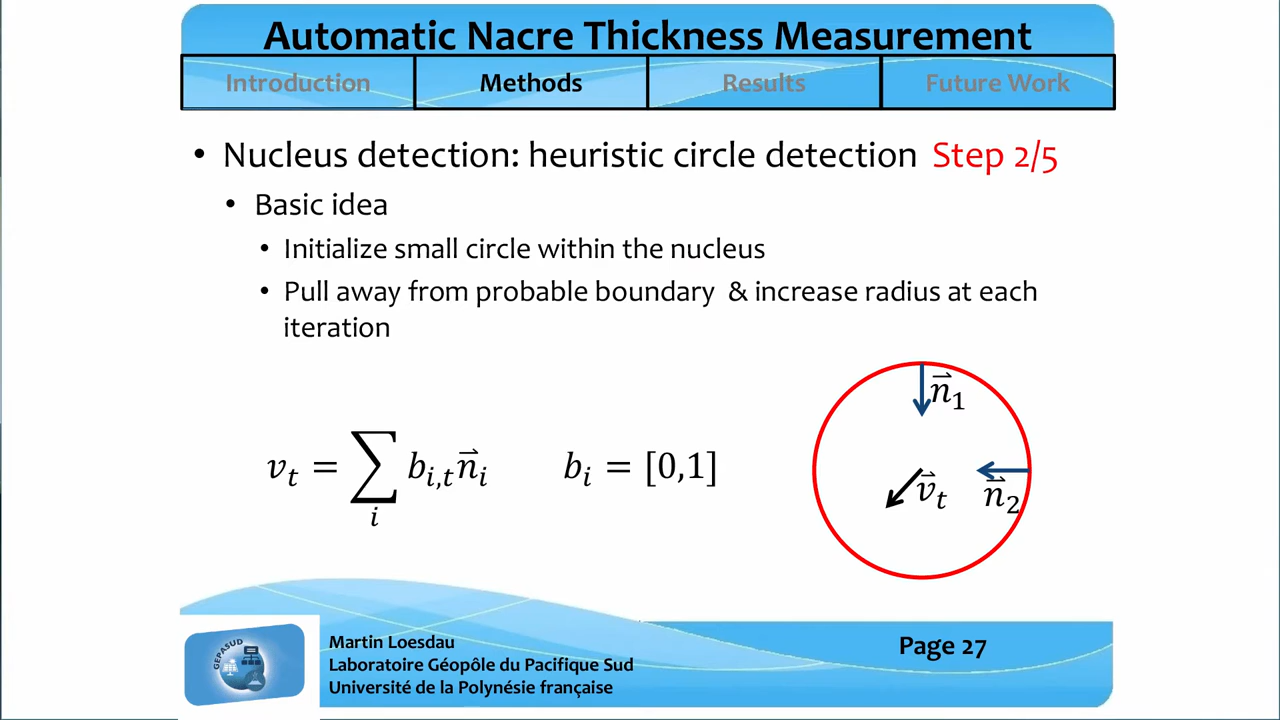 Automatic Nacre Thickness Measurement
Introduction Methods Results Future Work
• Nucleus detection: heuristic circle detection Step 2/5
• Basic idea
• Initialize small circle within the nucleus
• Pull away from probable boundary & increase radius at each
iteration
v_t = ∑_i b_{i,t} n⃗_i b_i = [0,1]
n⃗_1
v⃗_t
n⃗_2
GEPASUD
Martin Loesdau
Laboratoire Géopôle du Pacifique Sud
Université de la Polynésie française
Page 27